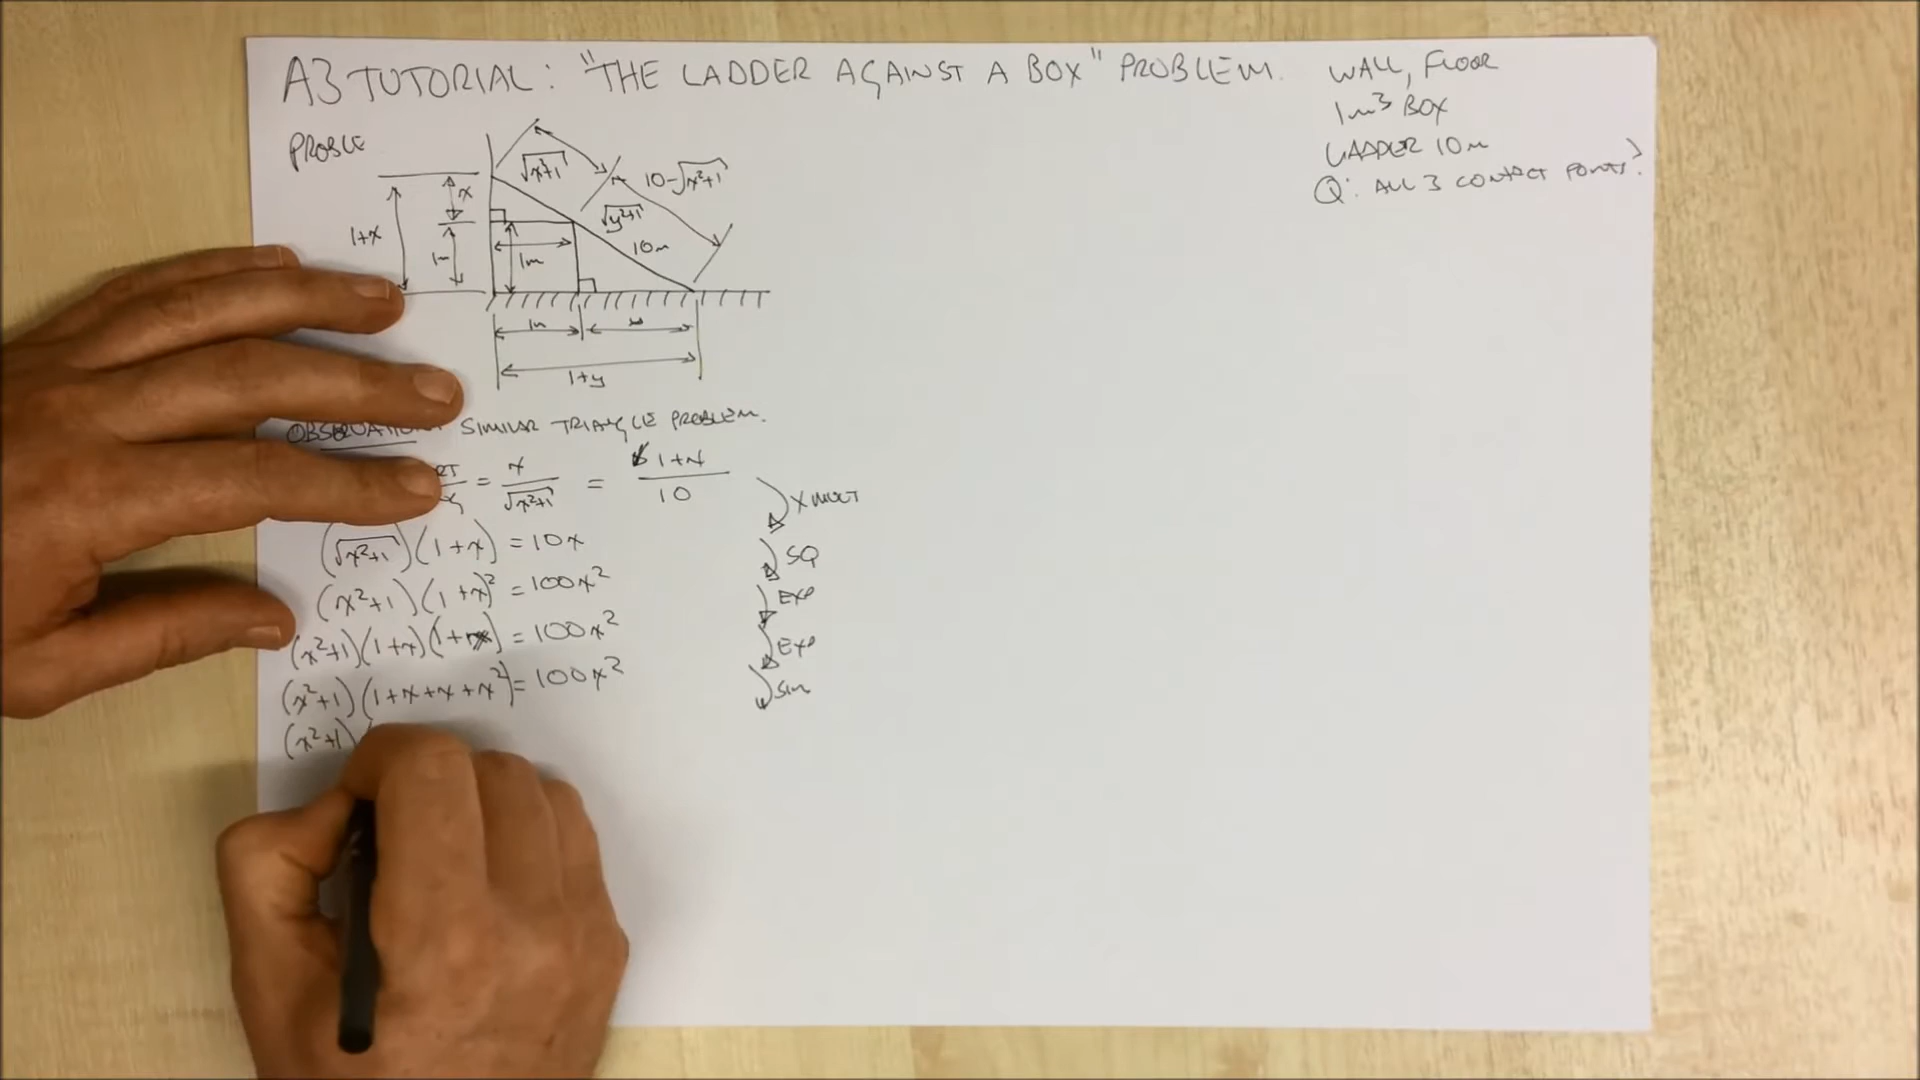 A3 TUTORIAL: "THE LADDER AGAINST A BOX" PROBLEM.
WALL, FLOOR
1m³ BOX
LADDER 10m
Q: ALL 3 CONTACT POINTS?
PROBLE
√x²+1
10-√x²+1
x
√y²+1
1+x
10m
1m
1m
1m
1+y
OBSERVATION SIMILAR TRIANGLE PROBLEM.
RT = x/√x²+1 = 1+x/10
X MULT
(√x²+1)(1+x) = 10x
SQ
(x²+1)(1+x)² = 100x²
EXP
(x²+1)(1+x)(1+x) = 100x²
EXP
(x²+1)(1+x+x+x²) = 100x²
SIM
(x²+1)(